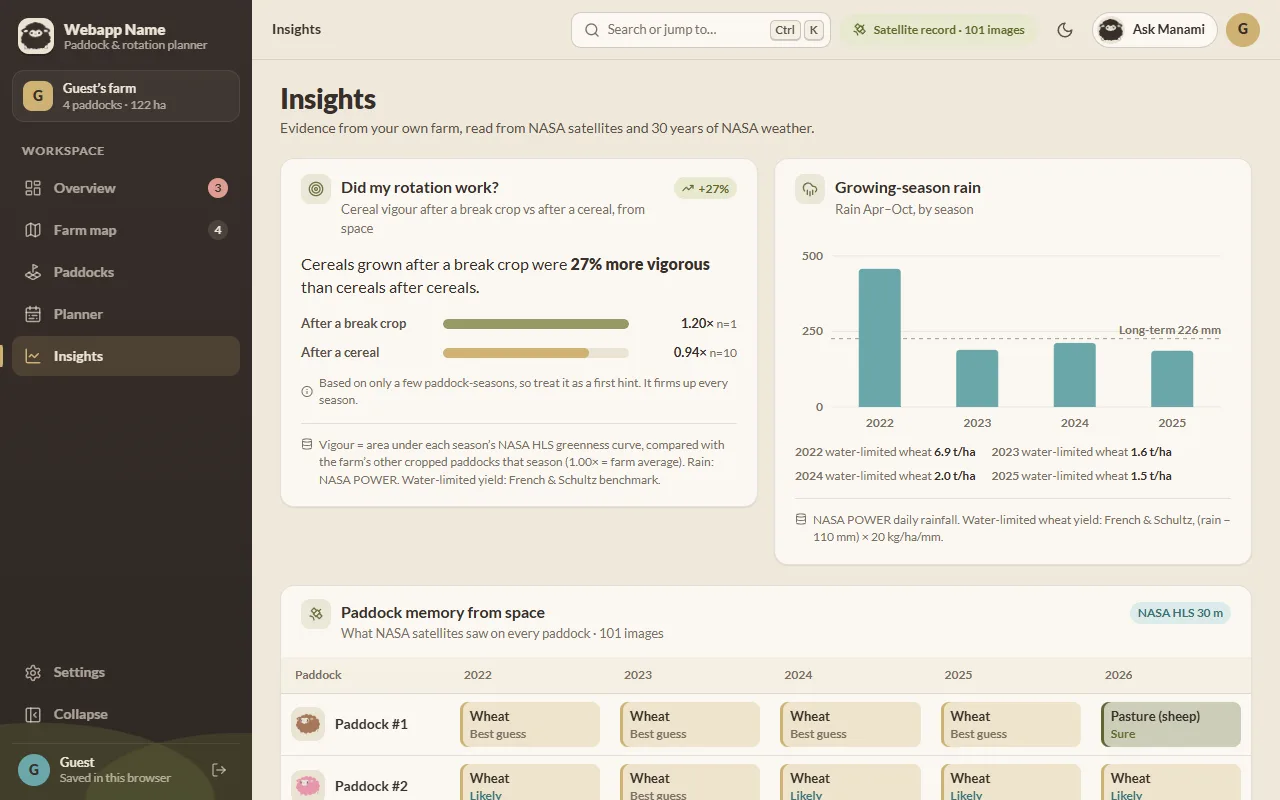 Webapp Name
Paddock & rotation planner
G
Guest's farm
4 paddocks · 122 ha
WORKSPACE
Overview
3
Farm map
4
Paddocks
Planner
Insights
Settings
Collapse
G
Guest
Saved in this browser
Insights
Search or jump to...
Ctrl
K
Satellite record · 101 images
Ask Manami
G
Insights
Evidence from your own farm, read from NASA satellites and 30 years of NASA weather.
Did my rotation work?
+27%
Cereal vigour after a break crop vs after a cereal, from
space
Cereals grown after a break crop were 27% more vigorous
than cereals after cereals.
After a break crop
1.20× n=1
After a cereal
0.94× n=10
Based on only a few paddock-seasons, so treat it as a first hint. It firms up every
season.
Vigour = area under each season's NASA HLS greenness curve, compared with
the farm's other cropped paddocks that season (1.00× = farm average). Rain:
NASA POWER. Water-limited yield: French & Schultz benchmark.
Growing-season rain
Rain Apr–Oct, by season
500
250
0
Long-term 226 mm
2022
2023
2024
2025
2022 water-limited wheat 6.9 t/ha
2023 water-limited wheat 1.6 t/ha
2024 water-limited wheat 2.0 t/ha
2025 water-limited wheat 1.5 t/ha
NASA POWER daily rainfall. Water-limited wheat yield: French & Schultz, (rain −
110 mm) × 20 kg/ha/mm.
Paddock memory from space
What NASA satellites saw on every paddock · 101 images
NASA HLS 30 m
Paddock
2022
2023
2024
2025
2026
Paddock #1
Wheat
Best guess
Wheat
Best guess
Wheat
Best guess
Wheat
Best guess
Pasture (sheep)
Sure
Paddock #2
Wheat
Likely
Wheat
Best guess
Wheat
Likely
Wheat
Likely
Wheat
Likely